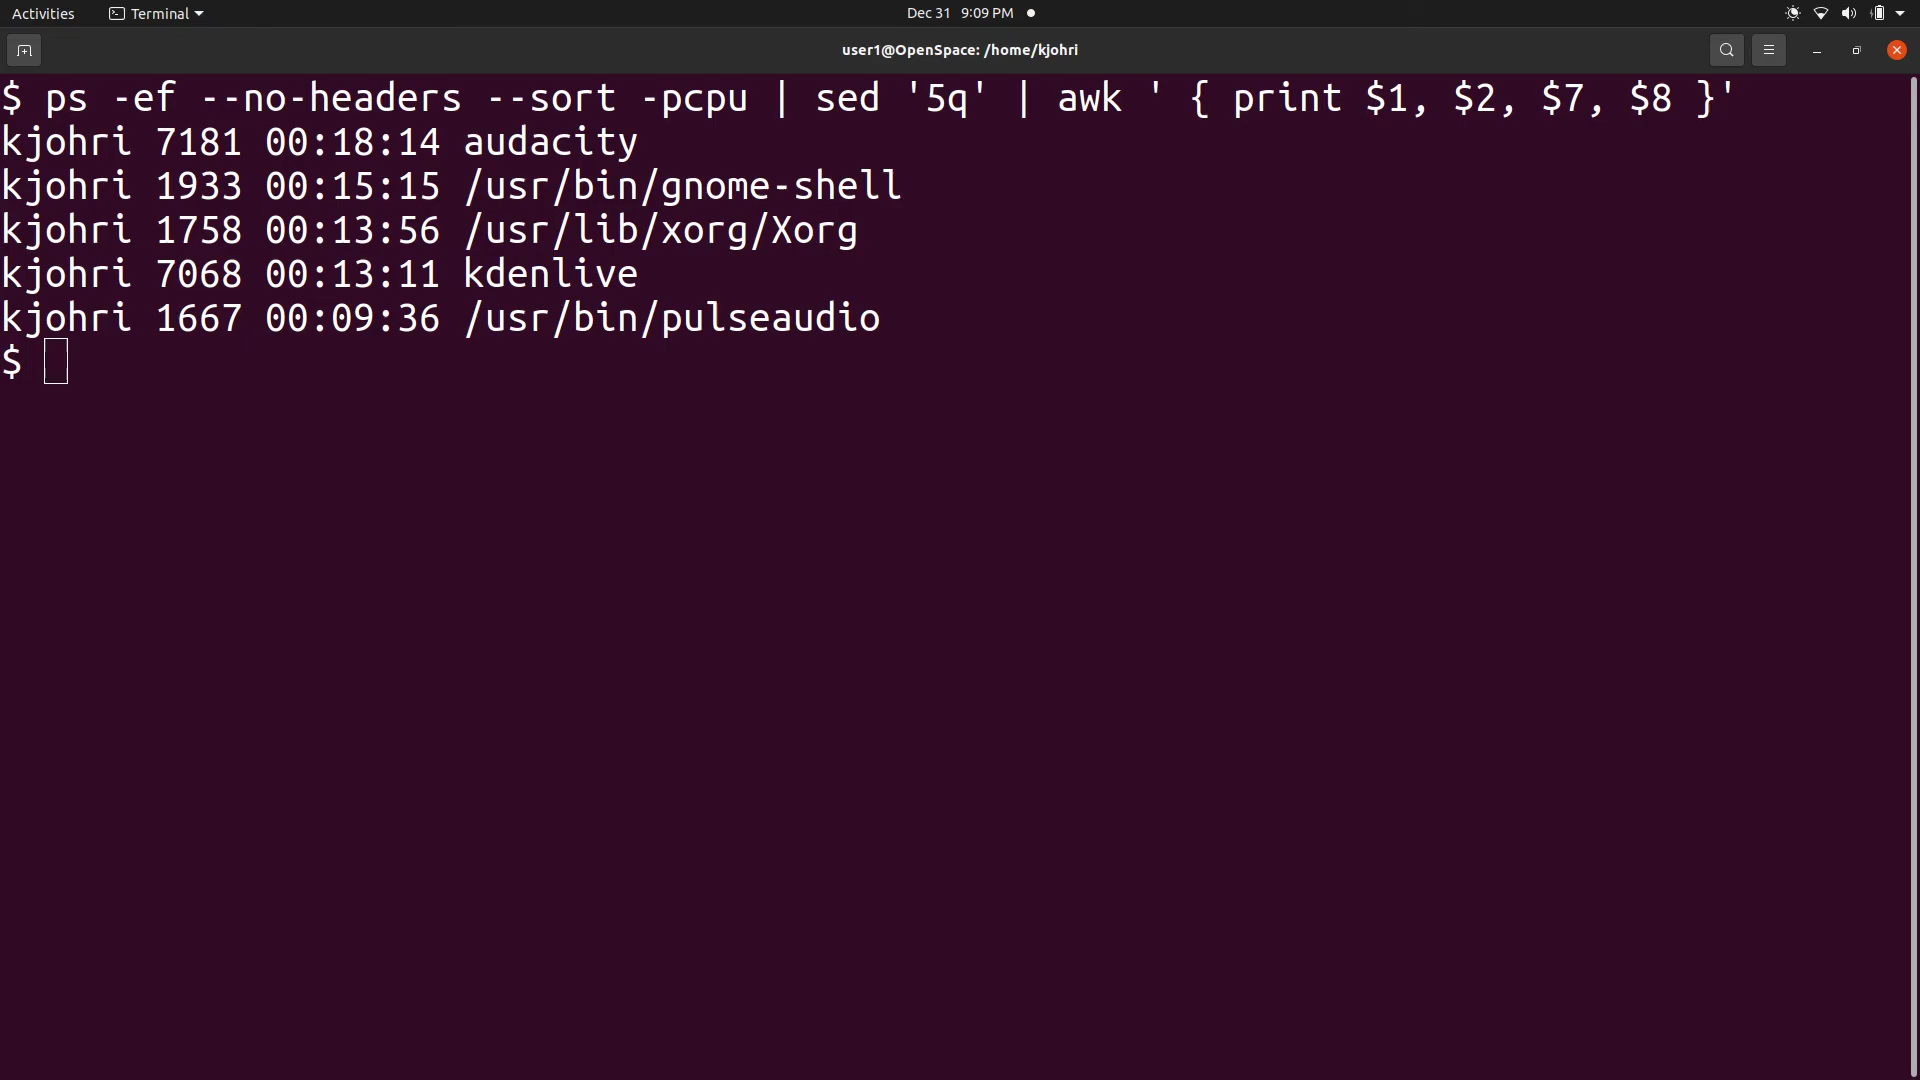 Activities Terminal Dec 31 9:09 PM
user1@OpenSpace: /home/kjohri
$ ps -ef --no-headers --sort -pcpu | sed '5q' | awk ' { print $1, $2, $7, $8 }'
kjohri 7181 00:18:14 audacity
kjohri 1933 00:15:15 /usr/bin/gnome-shell
kjohri 1758 00:13:56 /usr/lib/xorg/Xorg
kjohri 7068 00:13:11 kdenlive
kjohri 1667 00:09:36 /usr/bin/pulseaudio
$